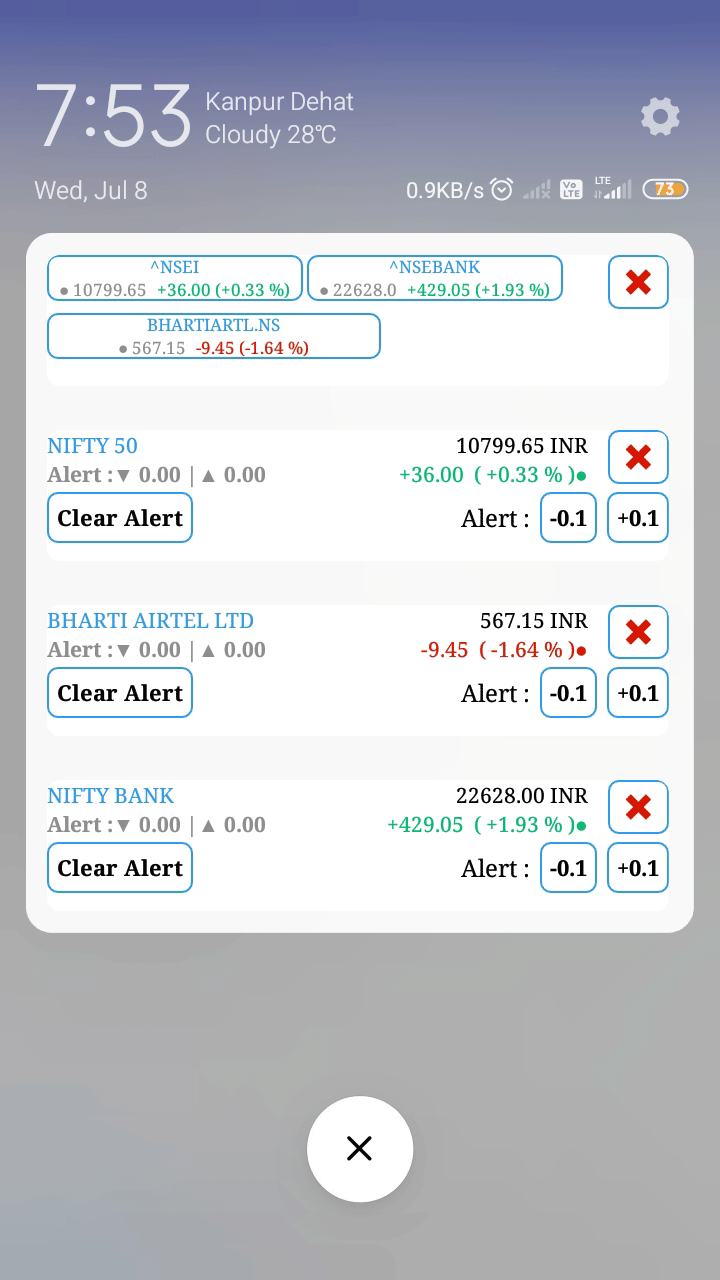 7:53
Kanpur Dehat
Cloudy 28℃
Wed, Jul 8
0.9KB/s
Vo LTE
LTE
73
^NSEI
● 10799.65 +36.00 (+0.33 %)
^NSEBANK
● 22628.0 +429.05 (+1.93 %)
BHARTIARTL.NS
● 567.15 -9.45 (-1.64 %)
NIFTY 50 10799.65 INR
Alert :▼ 0.00 |▲ 0.00 +36.00 ( +0.33 % )●
Clear Alert Alert : -0.1 +0.1
BHARTI AIRTEL LTD 567.15 INR
Alert :▼ 0.00 |▲ 0.00 -9.45 ( -1.64 % )●
Clear Alert Alert : -0.1 +0.1
NIFTY BANK 22628.00 INR
Alert :▼ 0.00 |▲ 0.00 +429.05 ( +1.93 % )●
Clear Alert Alert : -0.1 +0.1